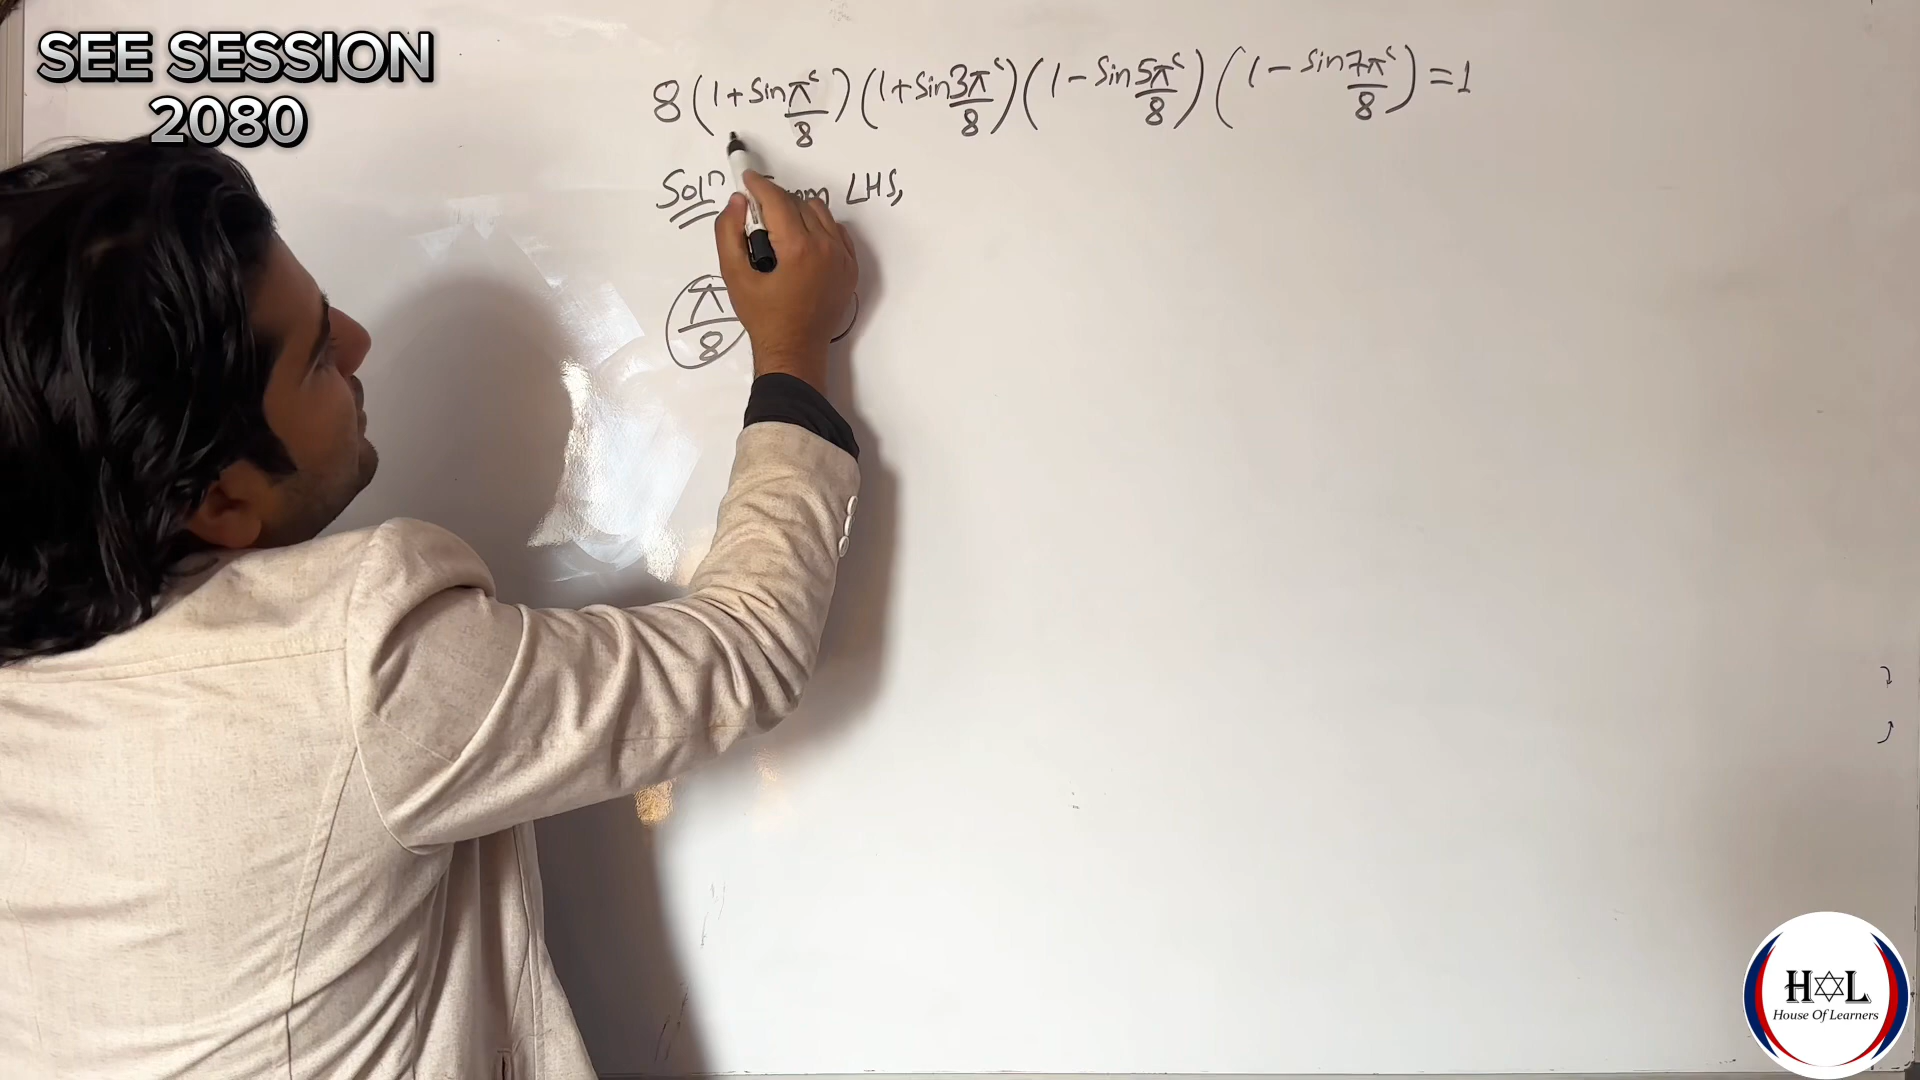 SEE SESSION
2080
8(1+sin π^c/8)(1+sin 3π^c/8)(1-sin 5π^c/8)(1-sin 7π^c/8)=1
Solⁿ LHS,
π/8
H L
House Of Learners